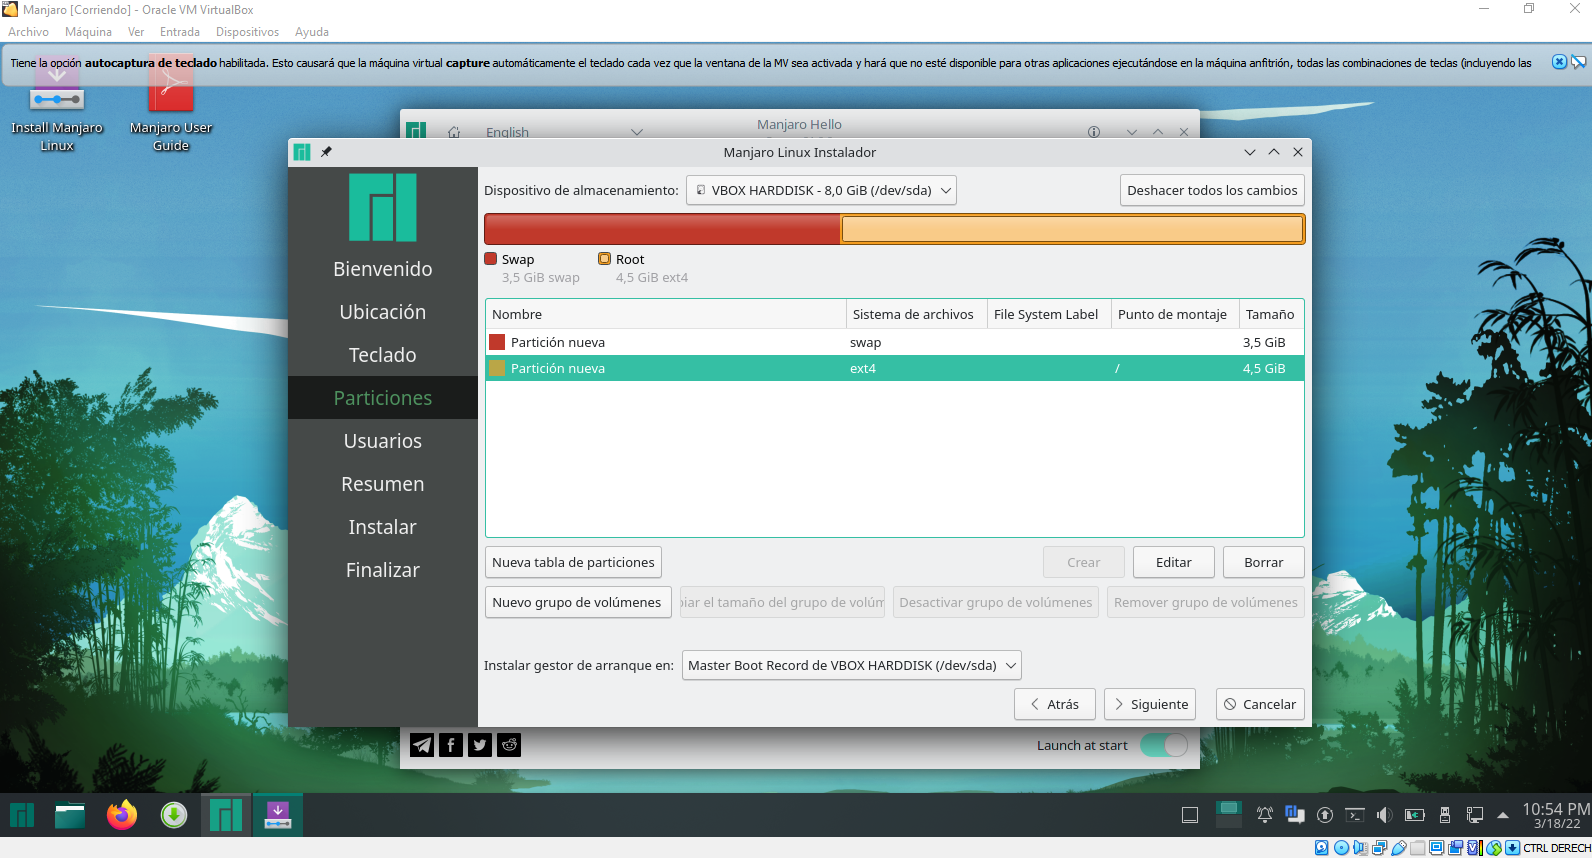 Manjaro [Corriendo] - Oracle VM VirtualBox
Archivo Máquina Ver Entrada Dispositivos Ayuda
Tiene la opción autocaptura de teclado habilitada. Esto causará que la máquina virtual capture automáticamente el teclado cada vez que la ventana de la MV sea activada y hará que no esté disponible para otras aplicaciones ejecutándose en la máquina anfitrión, todas las combinaciones de teclas (incluyendo las
Install Manjaro
Linux
Manjaro User
Guide
English
Manjaro Hello
Manjaro Linux Instalador
Bienvenido
Ubicación
Teclado
Particiones
Usuarios
Resumen
Instalar
Finalizar
Dispositivo de almacenamiento: VBOX HARDDISK - 8,0 GiB (/dev/sda) Deshacer todos los cambios
Swap Root
3,5 GiB swap 4,5 GiB ext4
Nombre Sistema de archivos File System Label Punto de montaje Tamaño
Partición nueva swap 3,5 GiB
Partición nueva ext4 / 4,5 GiB
Nueva tabla de particiones Crear Editar Borrar
Nuevo grupo de volúmenes el tamaño del grupo de Desactivar grupo de volúmenes Remover grupo de volúmenes
Instalar gestor de arranque en: Master Boot Record de VBOX HARDDISK (/dev/sda)
Atrás Siguiente Cancelar
Launch at start
10:54 PM
3/18/22
CTRL DERECH